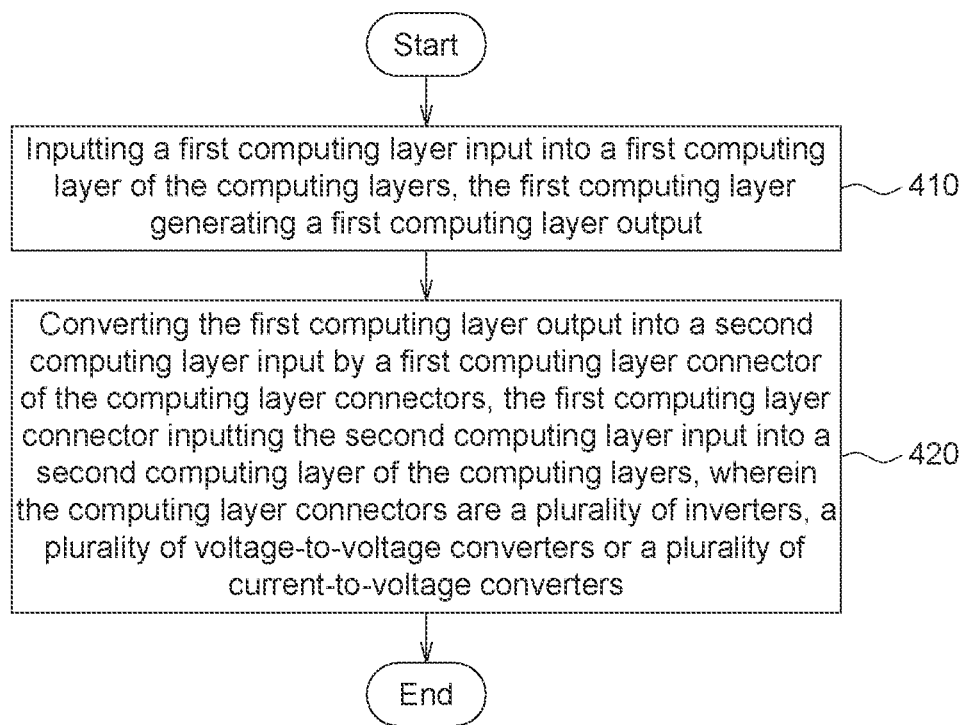 Start
Inputting a first computing layer input into a first computing
layer of the computing layers, the first computing layer
generating a first computing layer output
410
Converting the first computing layer output into a second
computing layer input by a first computing layer connector
of the computing layer connectors, the first computing layer
connector inputting the second computing layer input into a
second computing layer of the computing layers, wherein
the computing layer connectors are a plurality of inverters, a
plurality of voltage-to-voltage converters or a plurality of
current-to-voltage converters
420
End